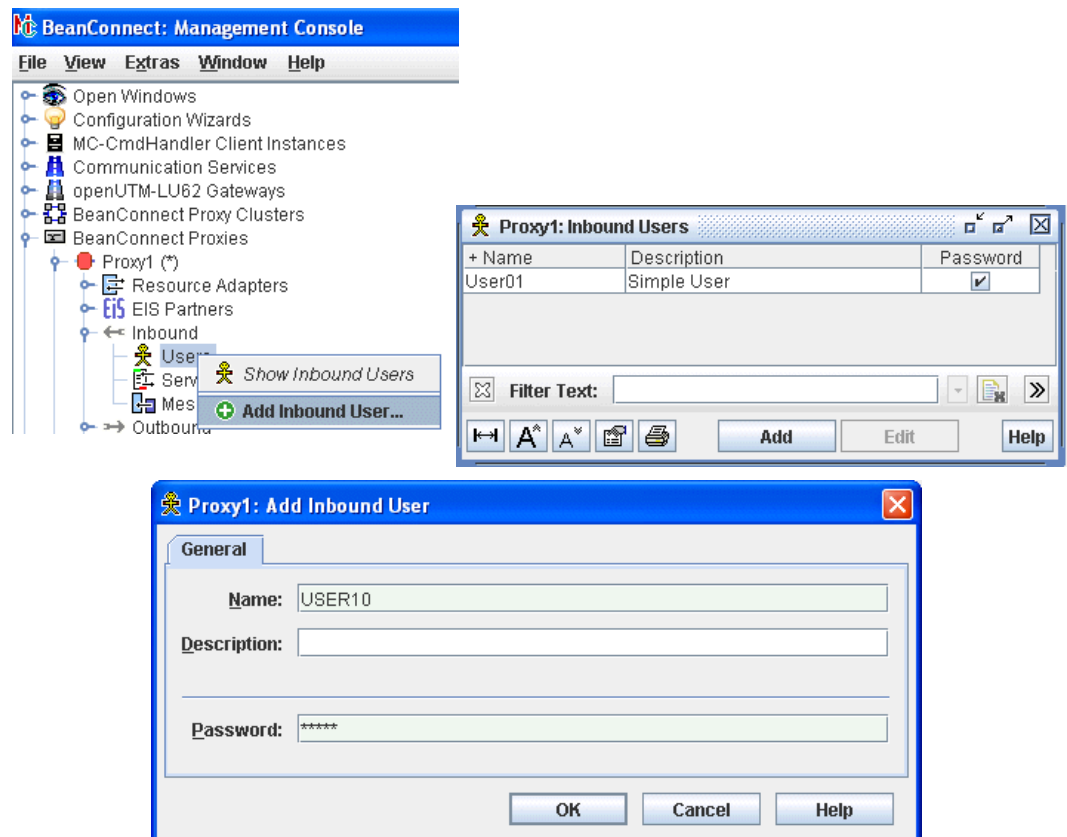 BeanConnect: Management Console
File View Extras Window Help
Open Windows
Configuration Wizards
MC-CmdHandler Client Instances
Communication Services
openUTM-LU62 Gateways
BeanConnect Proxy Clusters
BeanConnect Proxies
Proxy1 (*)
Resource Adapters
EIS EIS Partners
Inbound
Users
Show Inbound Users
Serv
Add Inbound User...
Mes
Outbound
Proxy1: Inbound Users
+ Name Description Password
User01 Simple User
Filter Text:
Add Edit Help
Proxy1: Add Inbound User
General
Name: USER10
Description:
Password: *****
OK Cancel Help